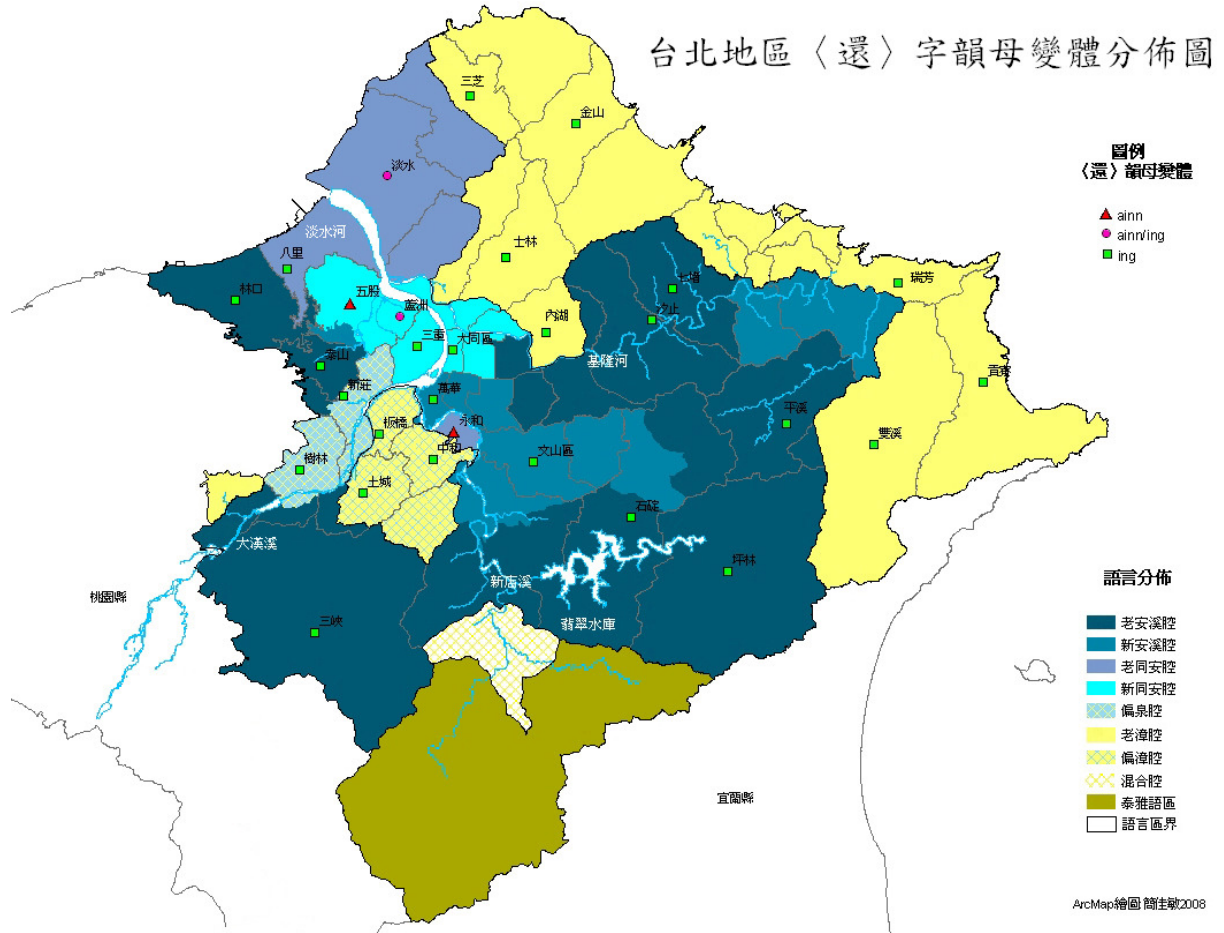 台北地區〈還〉字韻母變體分佈圖
圖例
〈還〉韻母變體
ainn
ainn/ing
ing
三芝
金山
淡水
淡水河
士林
八里
林口
五股
蘆洲
三重
大同區
內湖
七堵
汐止
瑞芳
基隆河
泰山
新莊
萬華
貢寮
板橋
永和
平溪
中和
文山區
雙溪
樹林
土城
石碇
大漢溪
坪林
新店溪
桃園縣
三峽
翡翠水庫
宜蘭縣
語言分佈
老安溪腔
新安溪腔
老同安腔
新同安腔
偏泉腔
老漳腔
偏漳腔
混合腔
泰雅語區
語言區界
ArcMap繪圖 簡佳敏2008